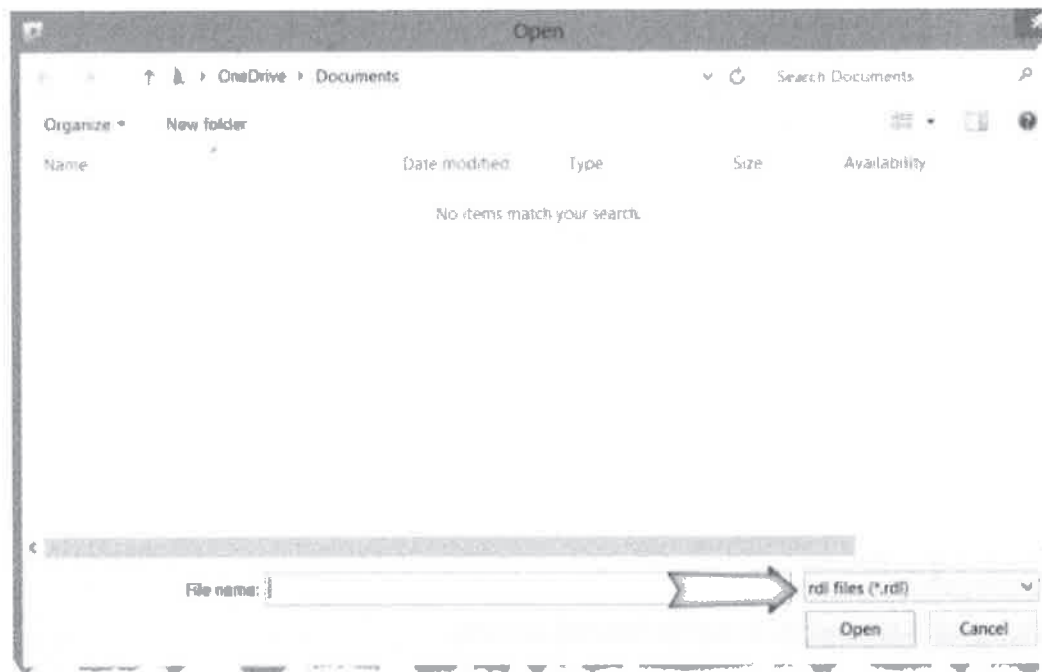 Open
OneDrive › Documents
Search Documents
Organize
New folder
Name
Date modified
Type
Size
Availability
No items match your search.
File name:
rdl files (*.rdl)
Open
Cancel